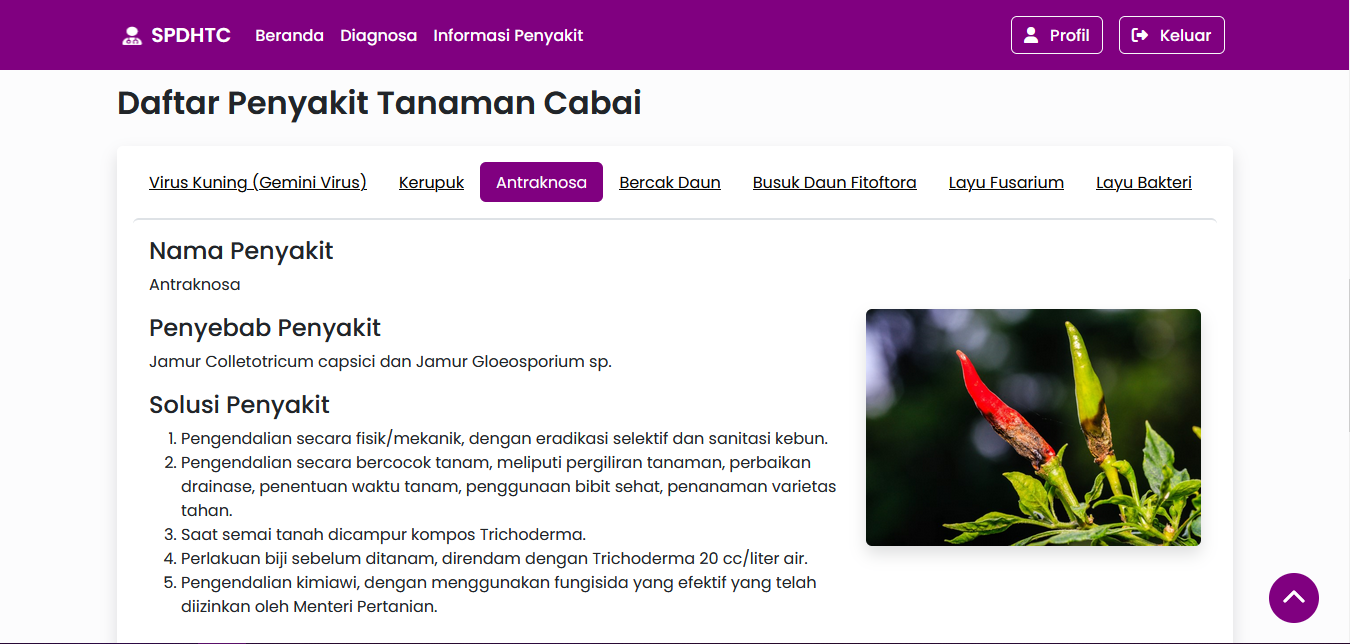 SPDHTC Beranda Diagnosa Informasi Penyakit Profil Keluar
Daftar Penyakit Tanaman Cabai
Virus Kuning (Gemini Virus) Kerupuk Antraknosa Bercak Daun Busuk Daun Fitoftora Layu Fusarium Layu Bakteri
Nama Penyakit
Antraknosa
Penyebab Penyakit
Jamur Colletotricum capsici dan Jamur Gloeosporium sp.
Solusi Penyakit
1. Pengendalian secara fisik/mekanik, dengan eradikasi selektif dan sanitasi kebun.
2. Pengendalian secara bercocok tanam, meliputi pergiliran tanaman, perbaikan
drainase, penentuan waktu tanam, penggunaan bibit sehat, penanaman varietas
tahan.
3. Saat semai tanah dicampur kompos Trichoderma.
4. Perlakuan biji sebelum ditanam, direndam dengan Trichoderma 20 cc/liter air.
5. Pengendalian kimiawi, dengan menggunakan fungisida yang efektif yang telah
diizinkan oleh Menteri Pertanian.